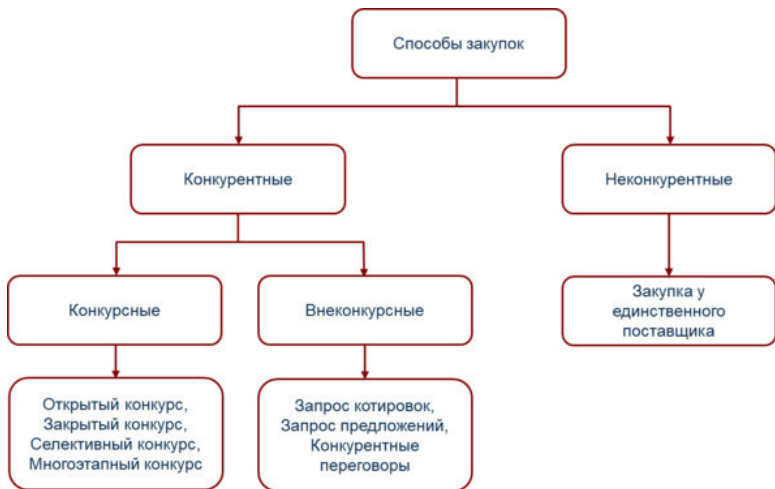 Способы закупок
Конкурентные
Неконкурентные
Конкурсные
Внеконкурсные
Закупка у
единственного
поставщика
Открытый конкурс,
Закрытый конкурс,
Селективный конкурс,
Многоэтапный конкурс
Запрос котировок,
Запрос предложений,
Конкурентные
переговоры